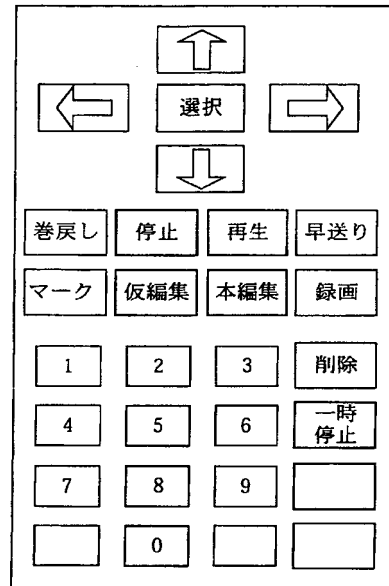 選択
巻戻し 停止 再生 早送り
マーク 仮編集 本編集 録画
1 2 3 削除
4 5 6 一時
停止
7 8 9
0